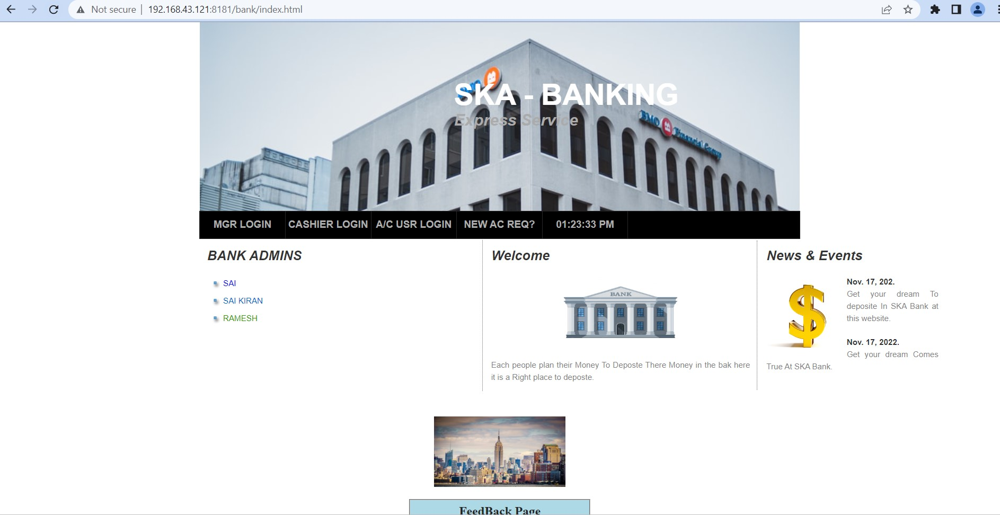 Not secure | 192.168.43.121:8181/bank/index.html
BMO
SKA - BANKING
Express Service
BMO Financial Group
MGR LOGIN
CASHIER LOGIN
A/C USR LOGIN
NEW AC REQ?
01:23:33 PM
BANK ADMINS
SAI
SAI KIRAN
RAMESH
Welcome
BANK
Each people plan their Money To Deposte There Money in the bak here
it is a Right place to deposte.
News & Events
Nov. 17, 202.
Get your dream To
deposite In SKA Bank at
this website.
Nov. 17, 2022.
Get your dream Comes
True At SKA Bank.
FeedBack Page